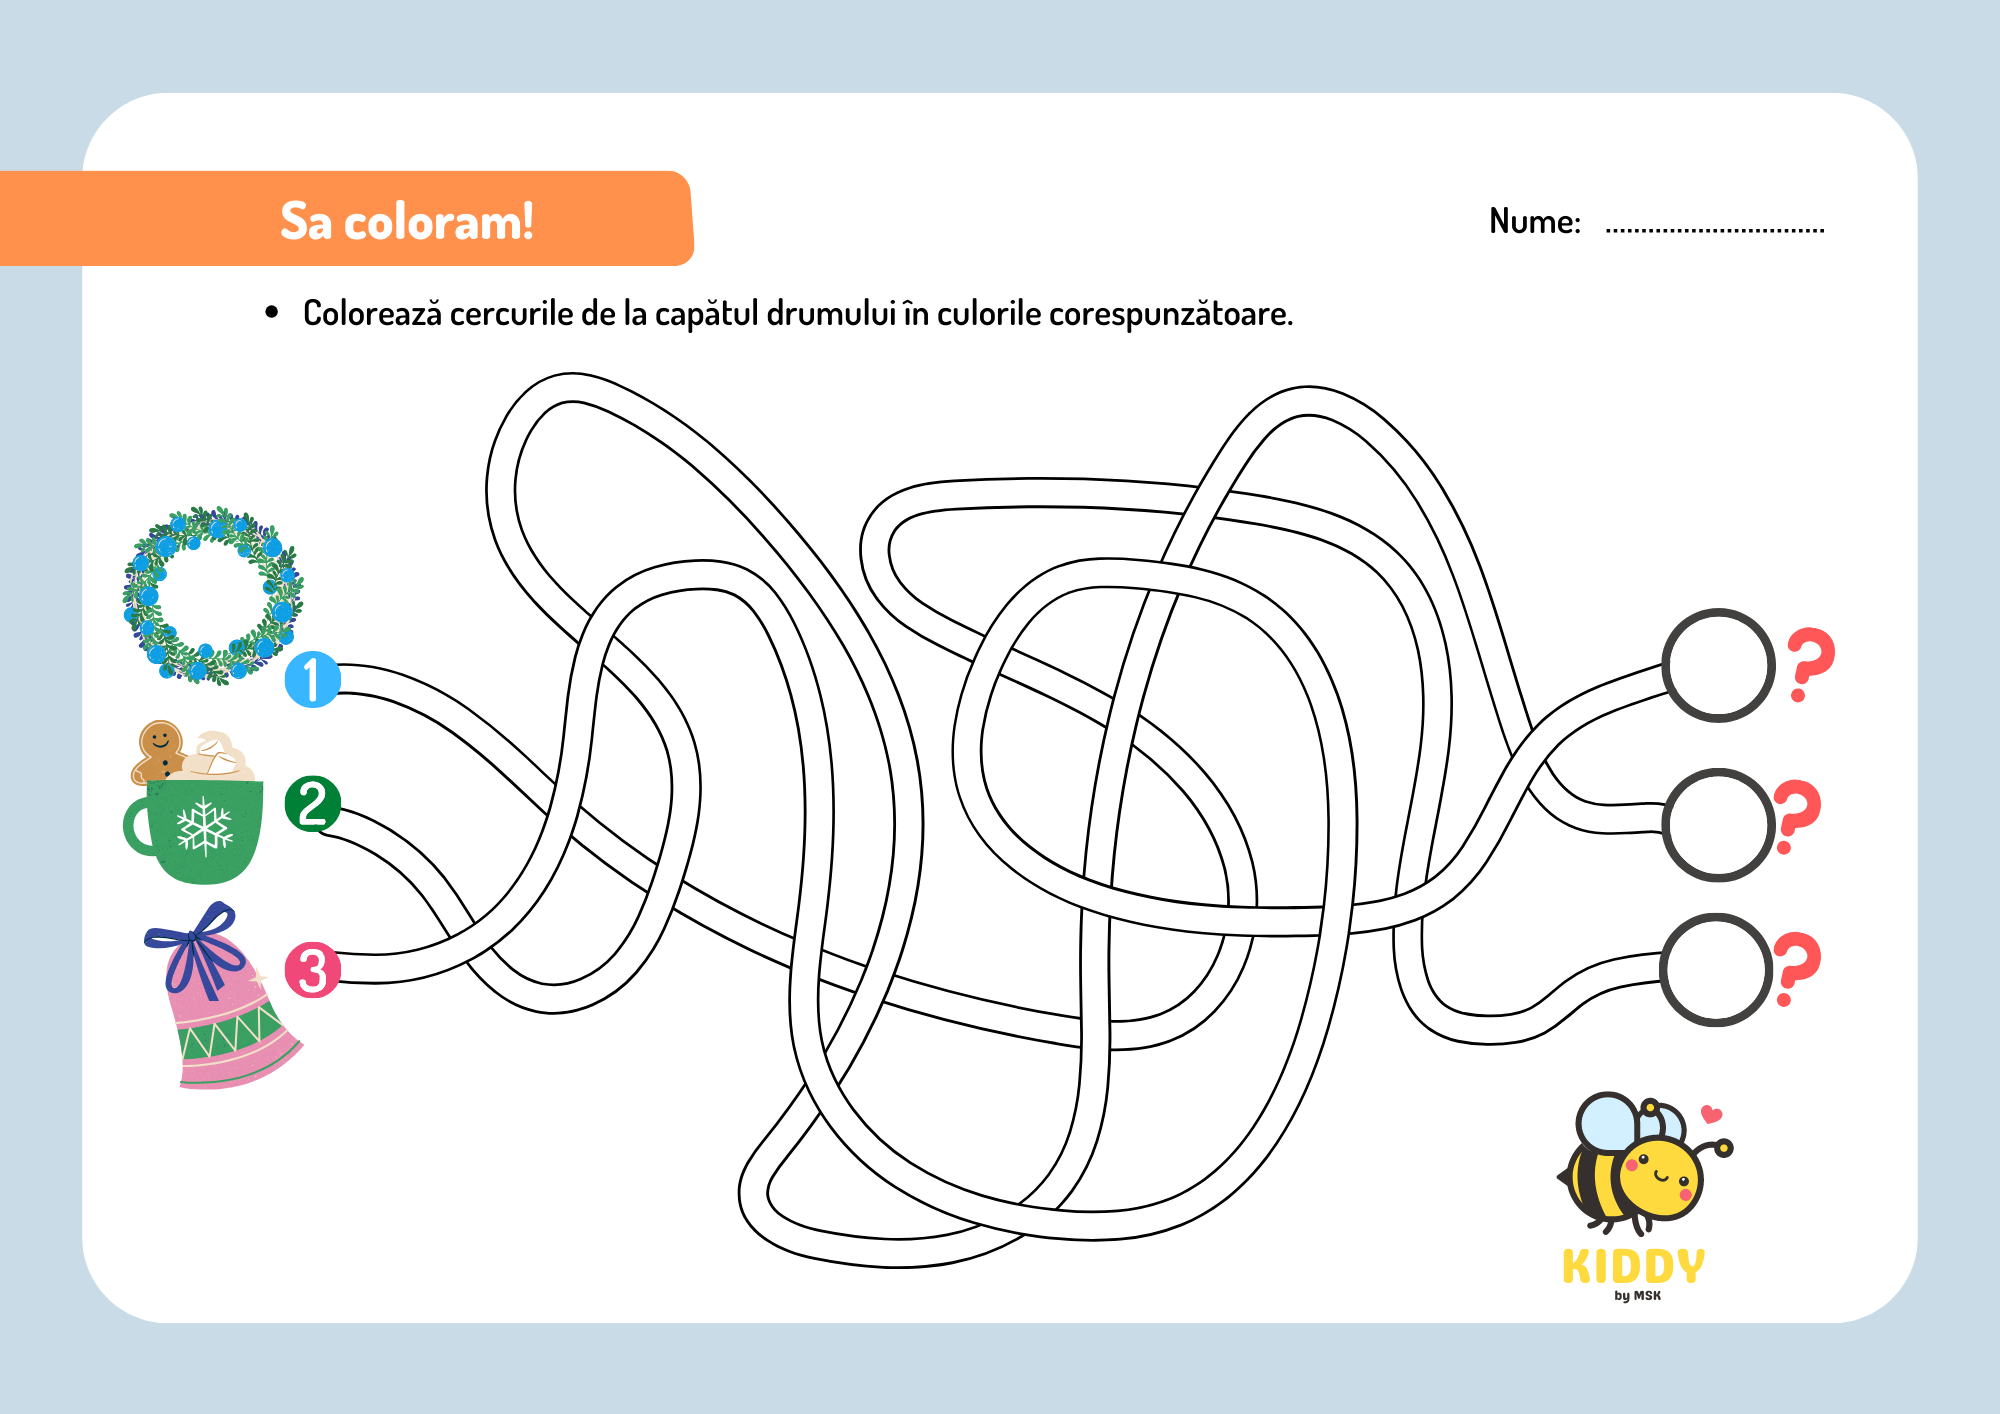 Sa coloram!
Nume: ...............................
• Colorează cercurile de la capătul drumului în culorile corespunzătoare.
1
?
2
?
3
?
KIDDY
by MSK